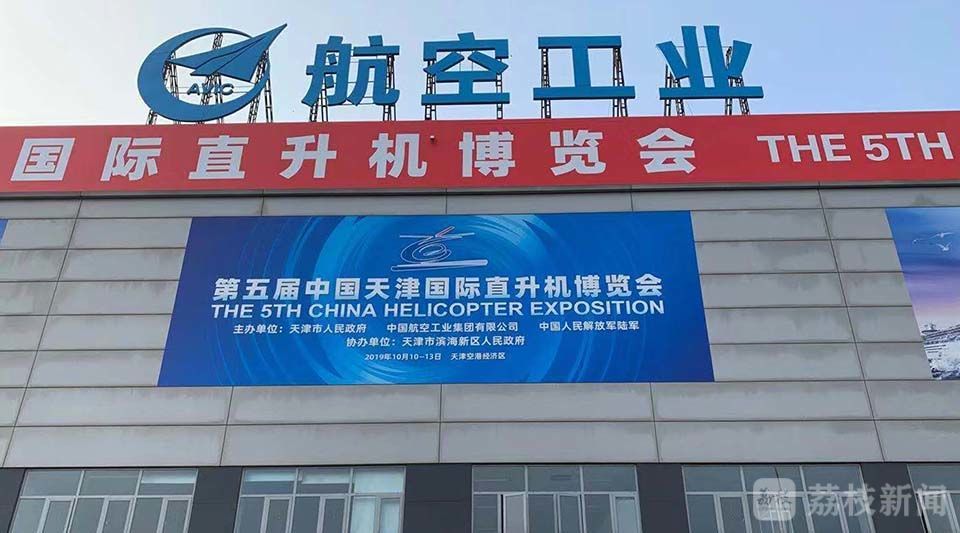 AVIC 航空工业
国际直升机博览会 THE 5TH
第五届中国天津国际直升机博览会
THE 5TH CHINA HELICOPTER EXPOSITION
主办单位：天津市人民政府 中国航空工业集团有限公司 中国人民解放军陆军
协办单位：天津市滨海新区人民政府
2019年10月10—13日 天津空港经济区
荔枝新闻